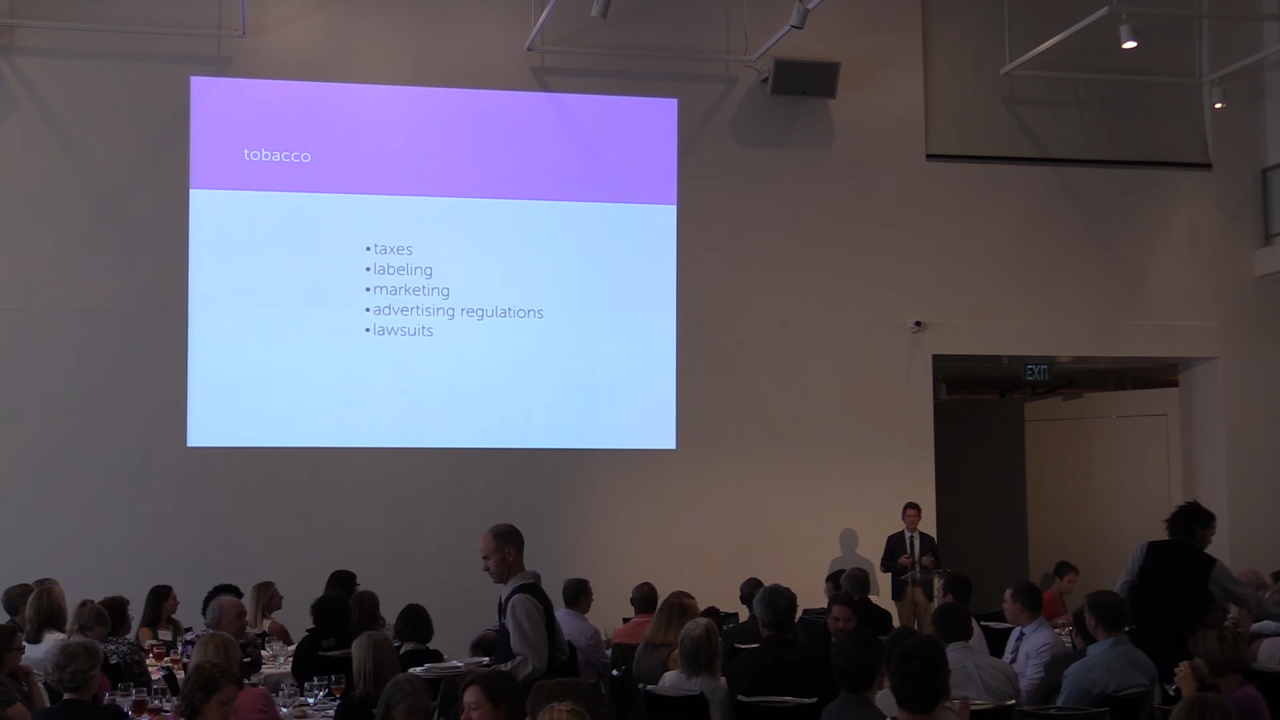 tobacco
•taxes
•labeling
•marketing
•advertising regulations
•lawsuits
EXIT